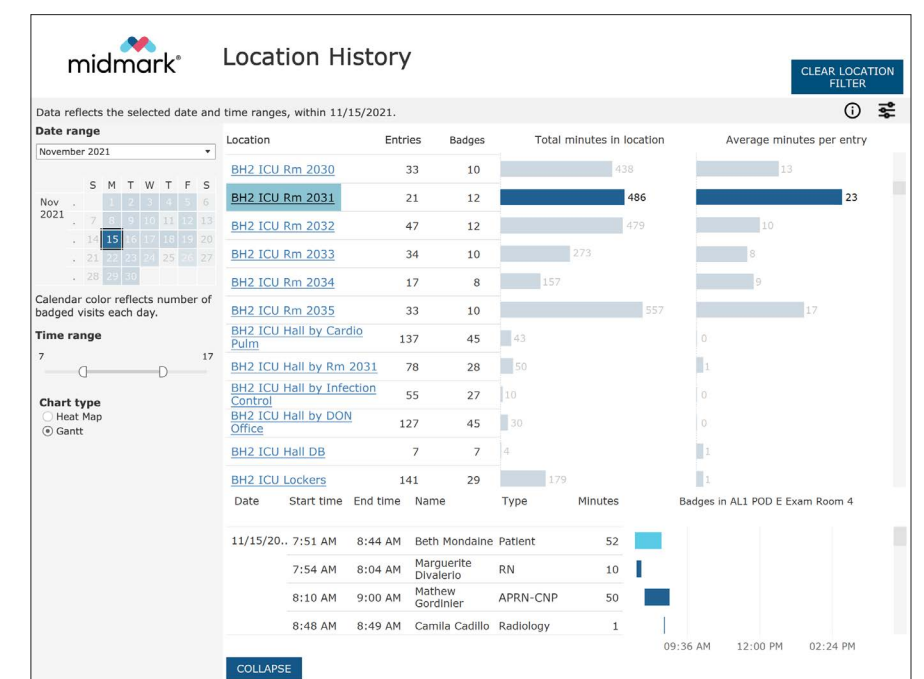 midmark®
Location History
CLEAR LOCATION
FILTER
Data reflects the selected date and time ranges, within 11/15/2021.
Date range
November 2021
S M T W T F S
Nov . 1 2 3 4 5 6
2021 . 7 8 9 10 11 12 13
. 14 15 16 17 18 19 20
. 21 22 23 24 25 26 27
. 28 29 30
Calendar color reflects number of
badged visits each day.
Time range
7 17
Chart type
Heat Map
Gantt
Location Entries Badges Total minutes in location Average minutes per entry
BH2 ICU Rm 2030 33 10 438 13
BH2 ICU Rm 2031 21 12 486 23
BH2 ICU Rm 2032 47 12 479 10
BH2 ICU Rm 2033 34 10 273 8
BH2 ICU Rm 2034 17 8 157 9
BH2 ICU Rm 2035 33 10 557 17
BH2 ICU Hall by Cardio
Pulm 137 45 43 0
BH2 ICU Hall by Rm 2031 78 28 50 1
BH2 ICU Hall by Infection
Control 55 27 10 0
BH2 ICU Hall by DON
Office 127 45 30 0
BH2 ICU Hall DB 7 7 4 1
BH2 ICU Lockers 141 29 179 1
Date Start time End time Name Type Minutes Badges in AL1 POD E Exam Room 4
11/15/20.. 7:51 AM 8:44 AM Beth Mondaine Patient 52
7:54 AM 8:04 AM Marguerite
Divalerio RN 10
8:10 AM 9:00 AM Mathew
Gordinier APRN-CNP 50
8:48 AM 8:49 AM Camila Cadillo Radiology 1
09:36 AM 12:00 PM 02:24 PM
COLLAPSE